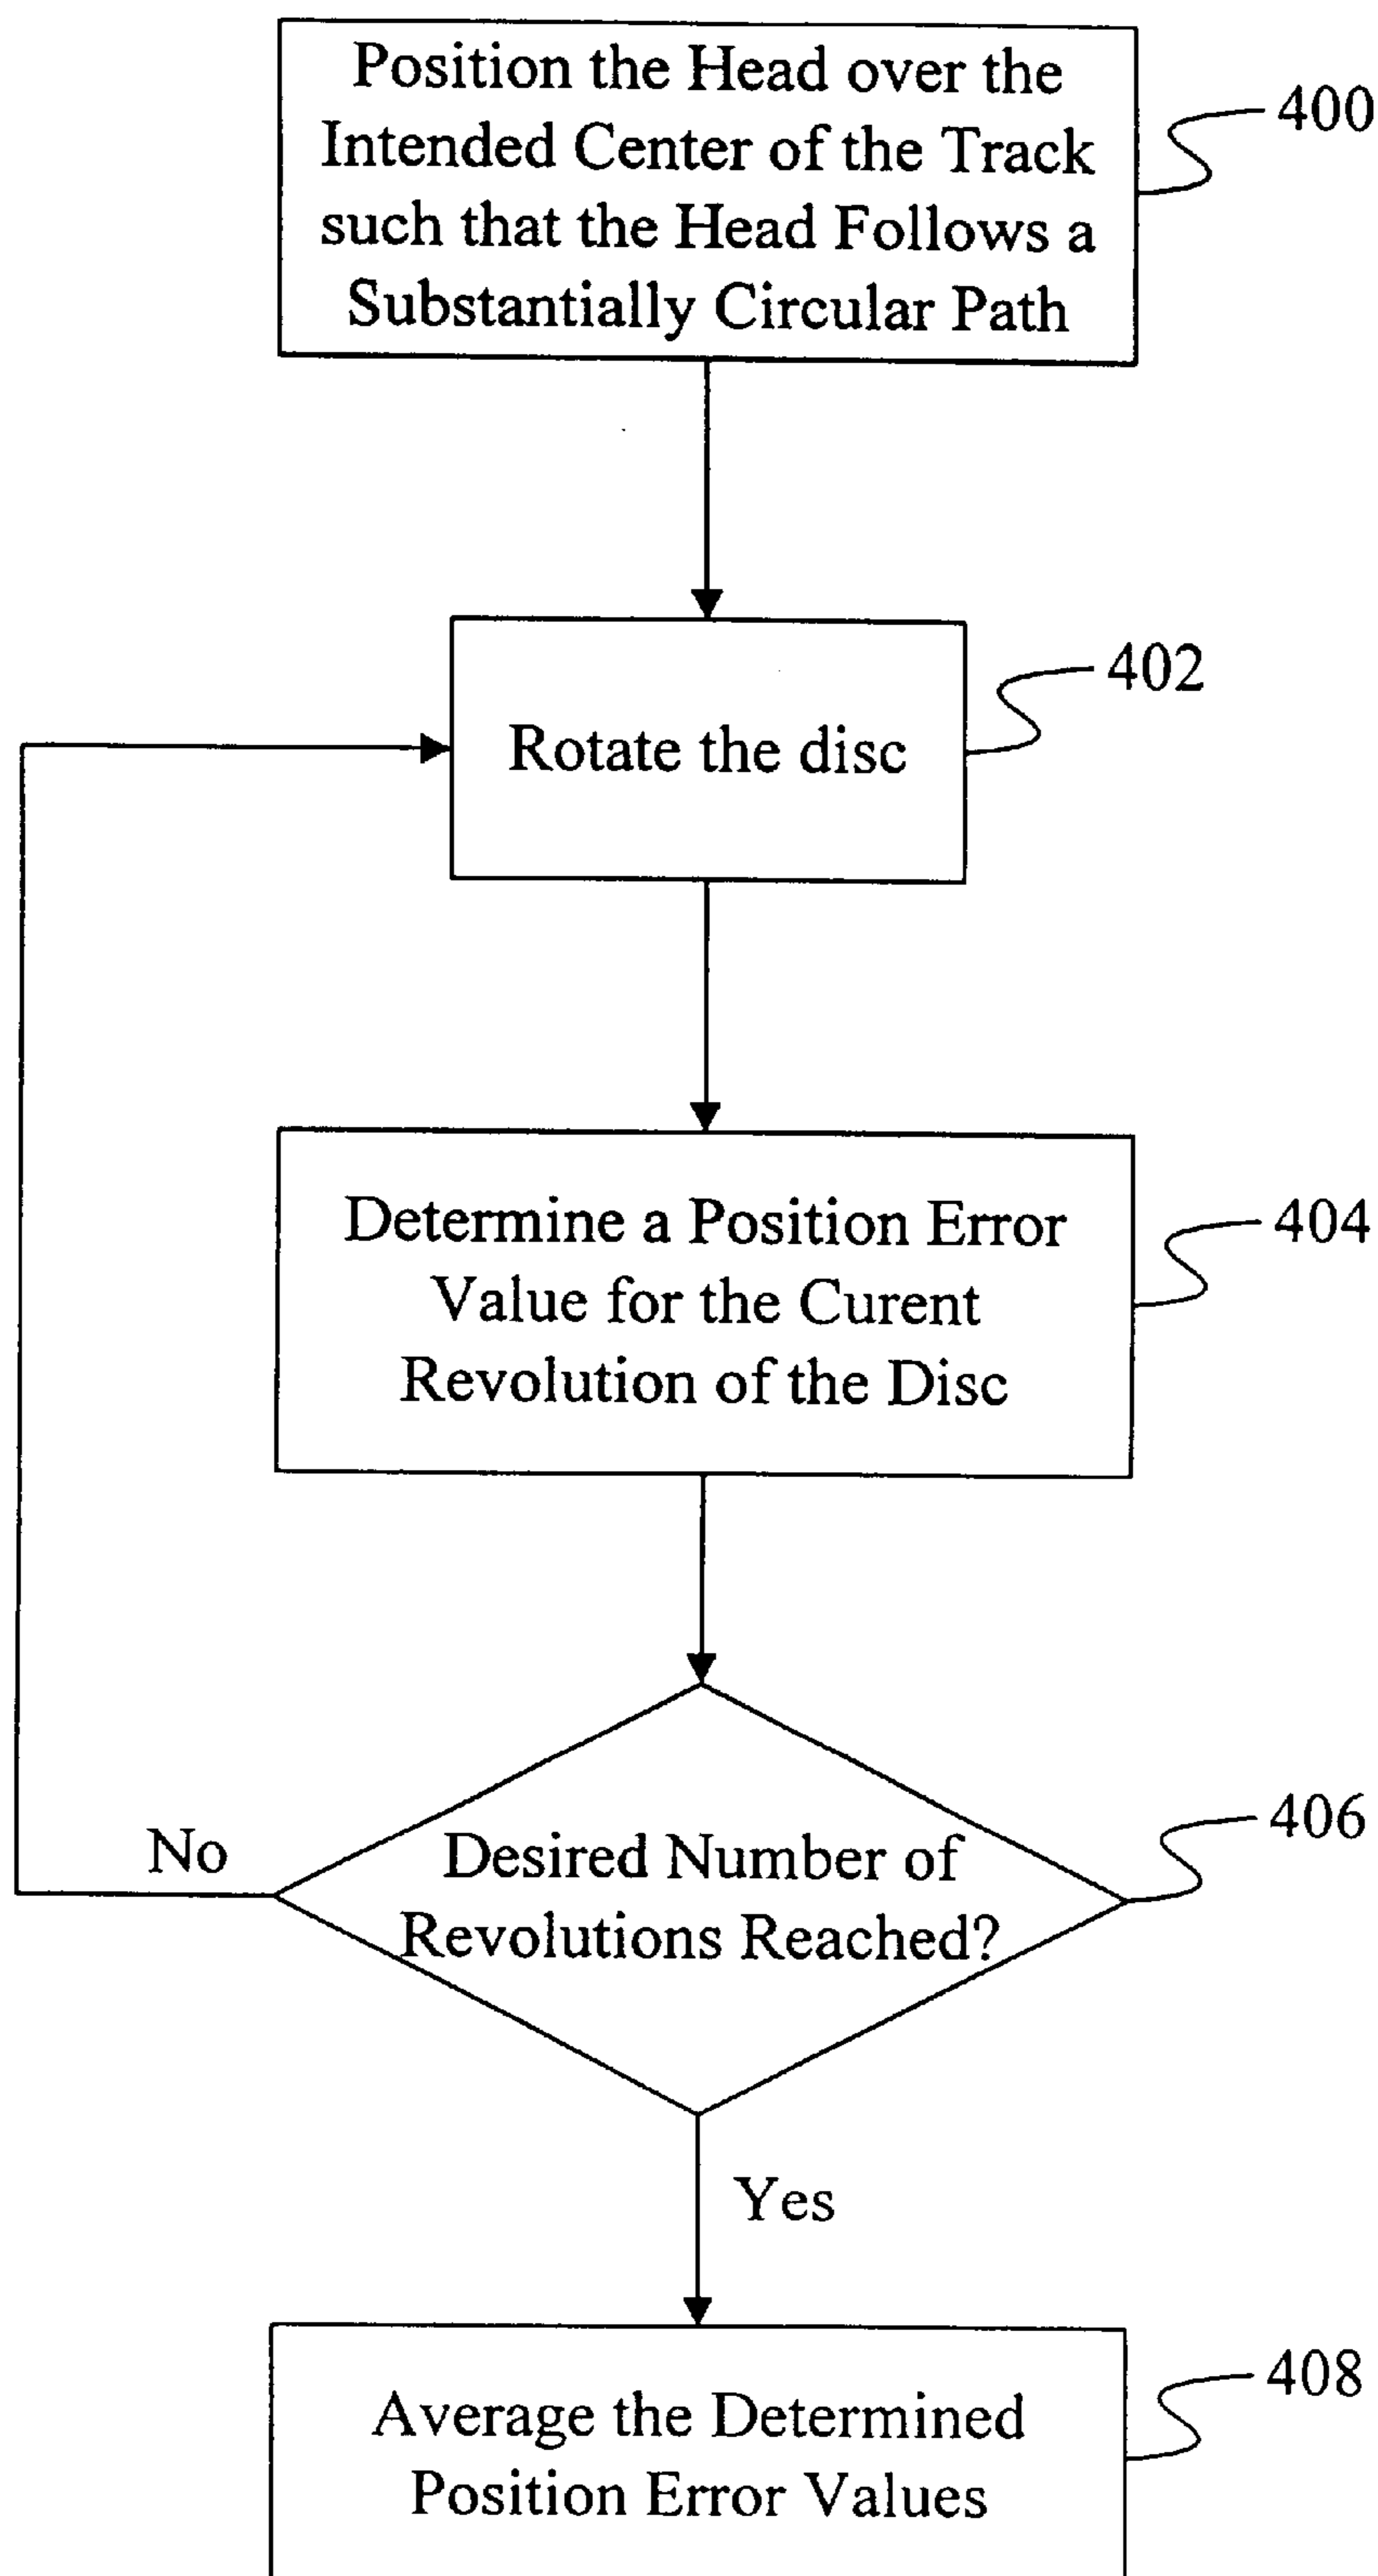 Position the Head over the
Intended Center of the Track
such that the Head Follows a
Substantially Circular Path
400
Rotate the disc
402
Determine a Position Error
Value for the Curent
Revolution of the Disc
404
Desired Number of
Revolutions Reached?
406
No
Yes
Average the Determined
Position Error Values
408